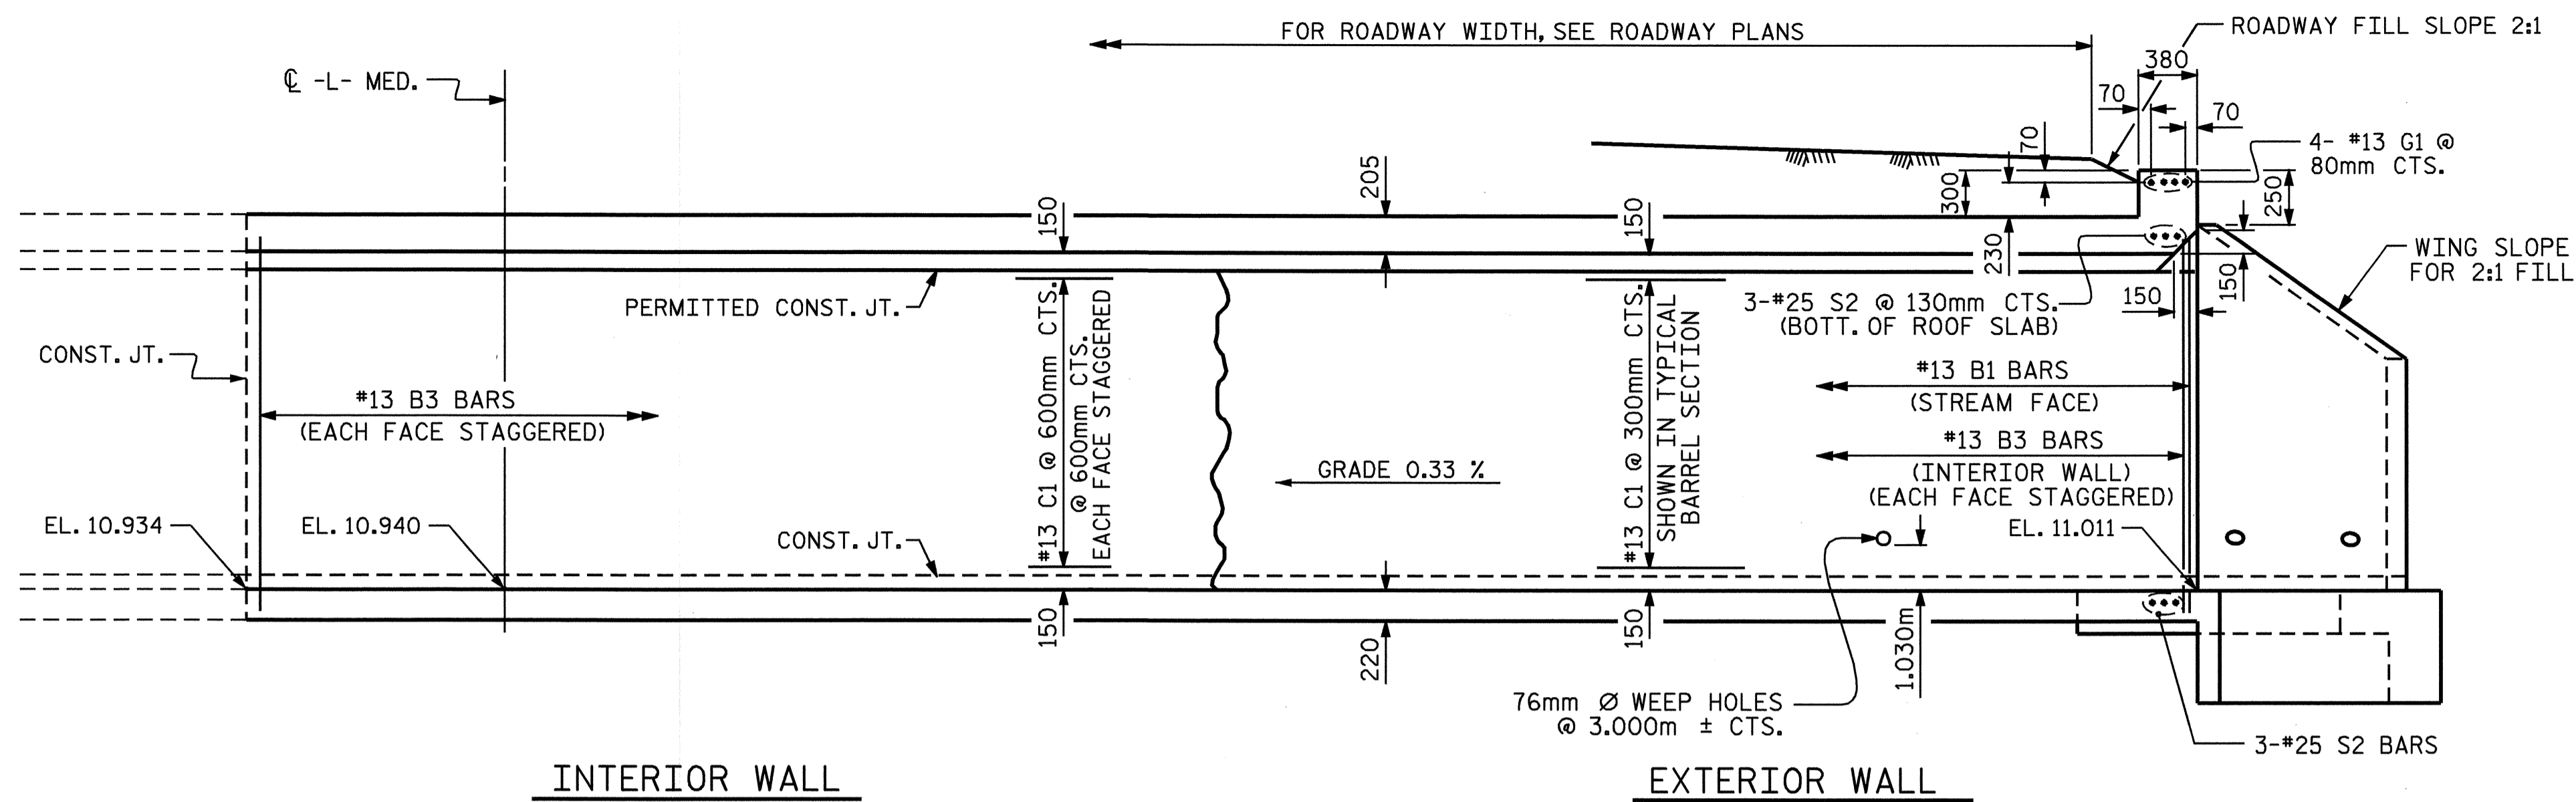 FOR ROADWAY WIDTH, SEE ROADWAY PLANS
ROADWAY FILL SLOPE 2:1
℄ -L- MED.
380
70
70
70
4- #13 G1 @
80mm CTS.
205
150
150
300
250
230
WING SLOPE
FOR 2:1 FILL
150
150
PERMITTED CONST. JT.
3-#25 S2 @ 130mm CTS.
(BOTT. OF ROOF SLAB)
CONST. JT.
#13 B3 BARS
(EACH FACE STAGGERED)
#13 C1 @ 600mm CTS.
@ 600mm CTS.
EACH FACE STAGGERED
#13 C1 @ 300mm CTS.
SHOWN IN TYPICAL
BARREL SECTION
#13 B1 BARS
(STREAM FACE)
#13 B3 BARS
(INTERIOR WALL)
(EACH FACE STAGGERED)
GRADE 0.33 %
EL. 10.934
EL. 10.940
CONST. JT.
EL. 11.011
150
220
150
1.030m
76mm Ø WEEP HOLES
@ 3.000m ± CTS.
3-#25 S2 BARS
INTERIOR WALL
EXTERIOR WALL